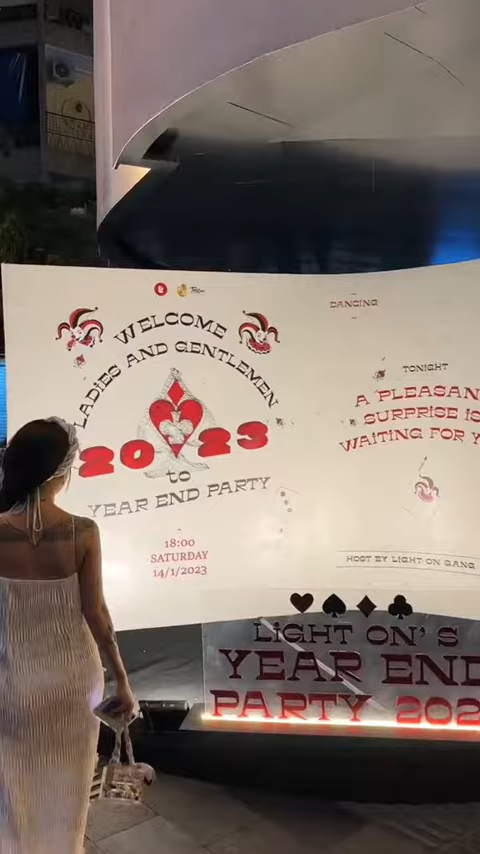 WELCOME
LADIES AND GENTLEMEN
2023
to
YEAR END PARTY
18:00
SATURDAY
14/1/2023
DANCING
TONIGHT
A PLEASAN
SURPRISE IS
WAITING FOR Y
HOST BY LIGHT ON GANG
LIGHT ON'S
YEAR END
PARTY 202